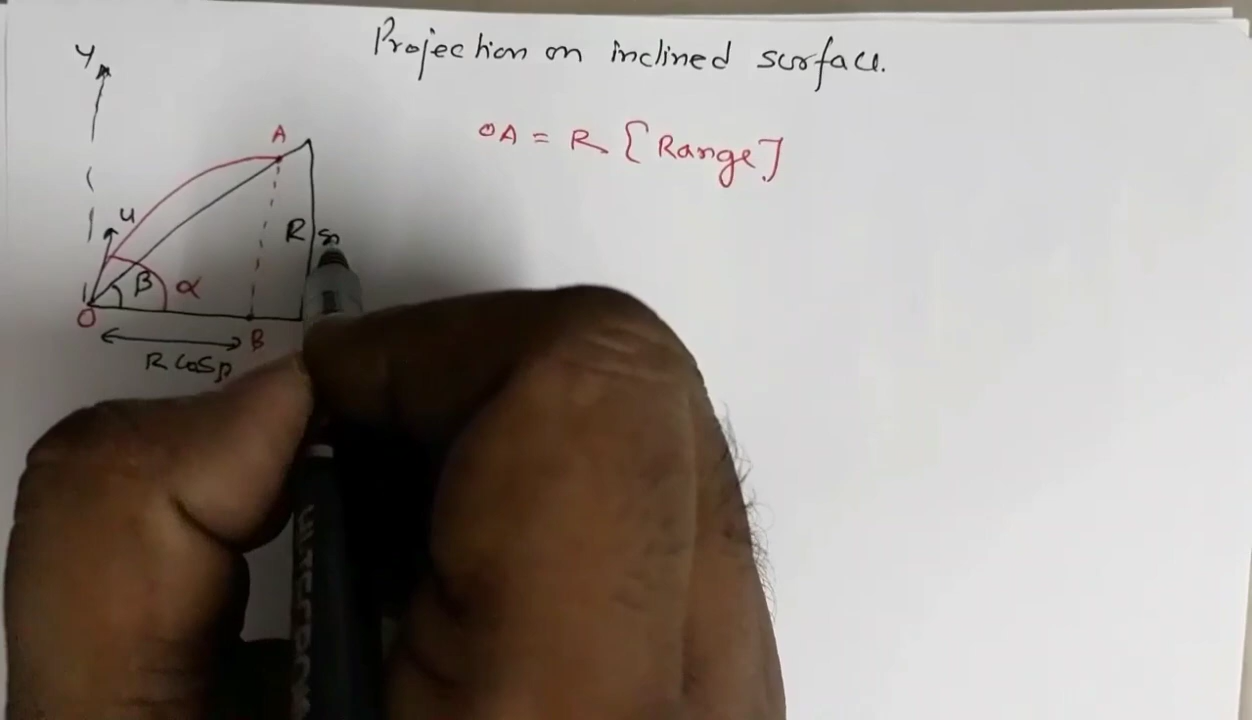 Projection on inclined surface.
y
A
OA = R [Range]
u
R
β
α
O
B
R cosβ